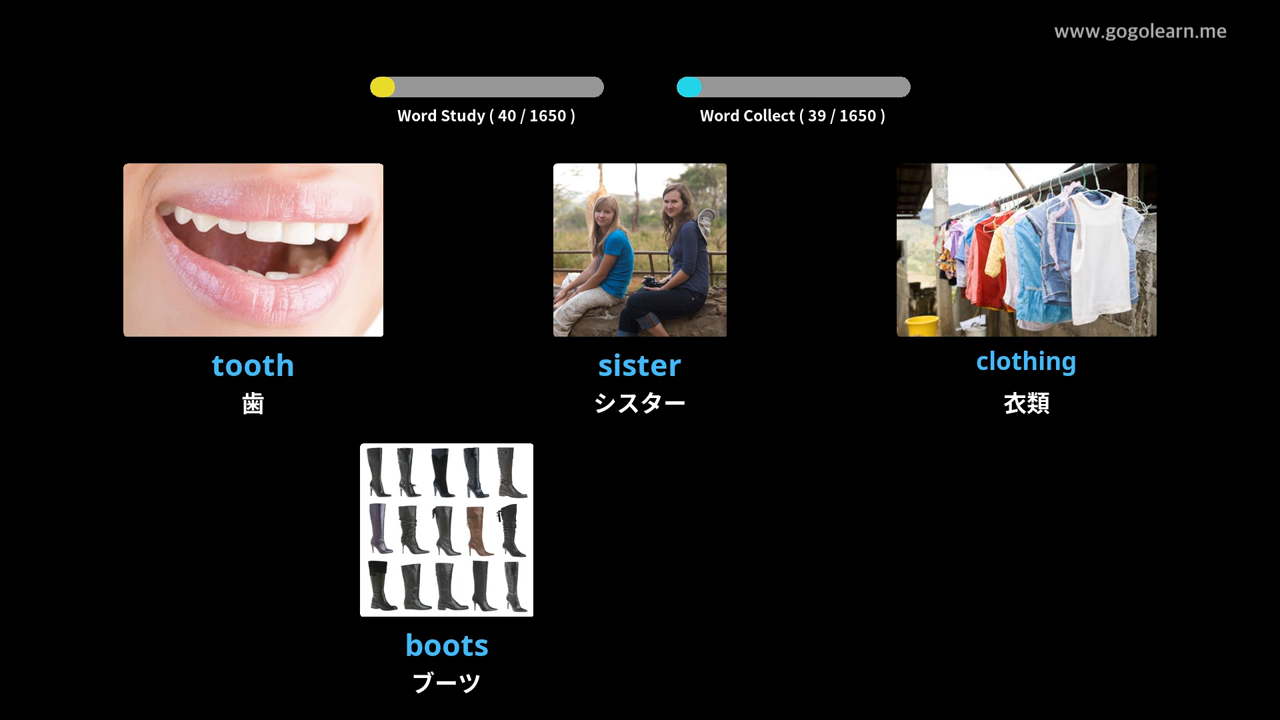 www.gogolearn.me
Word Study ( 40 / 1650 )
Word Collect ( 39 / 1650 )
tooth
歯
sister
シスター
clothing
衣類
boots
ブーツ